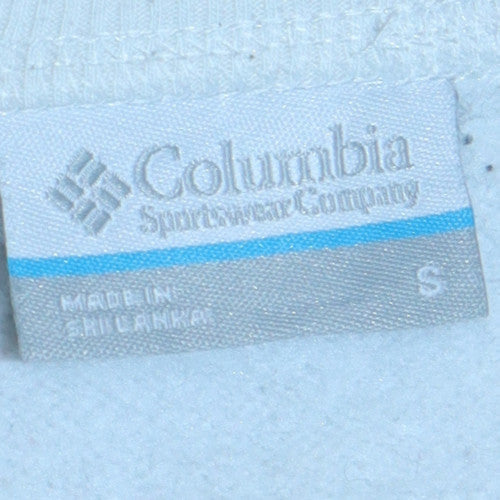 Columbia
Sportswear Company
S
MADE IN
SRI LANKA